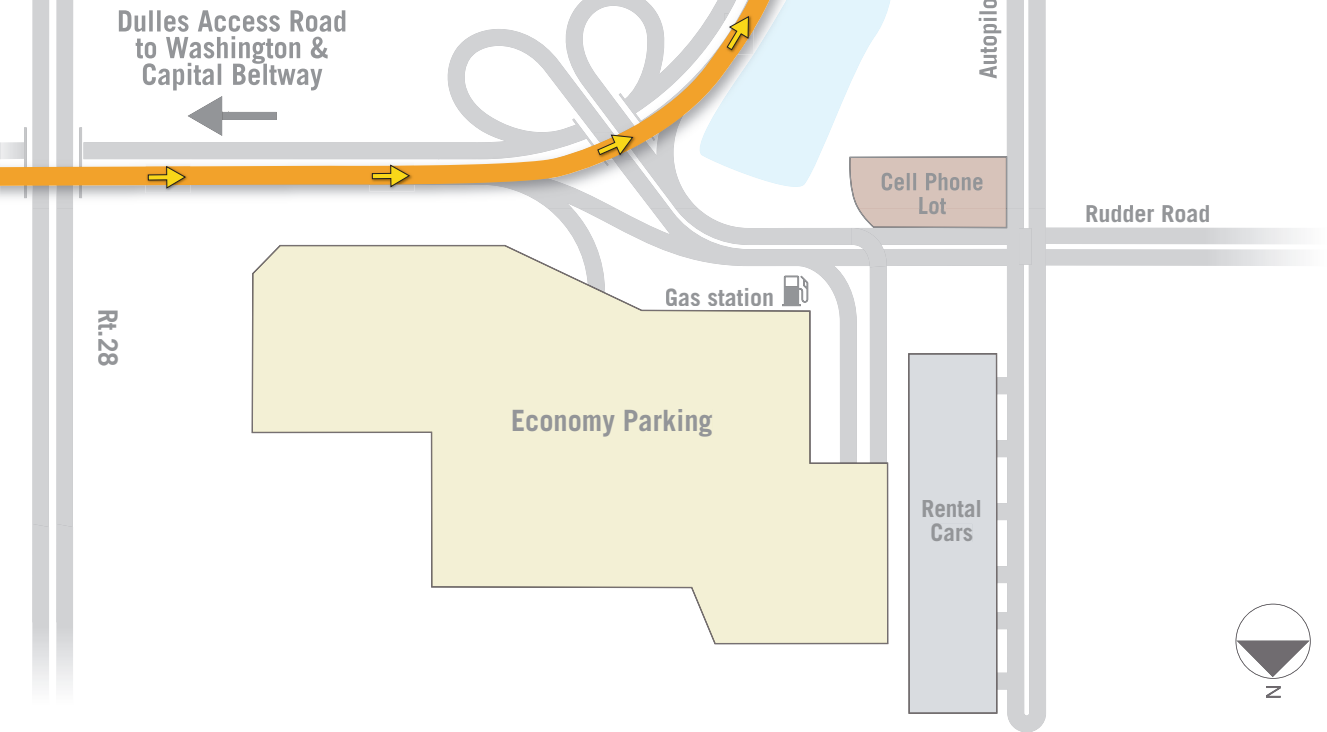 Dulles Access Road
to Washington &
Capital Beltway
Autopilo
Cell Phone
Lot
Rudder Road
Gas station
Rt.28
Economy Parking
Rental
Cars
N